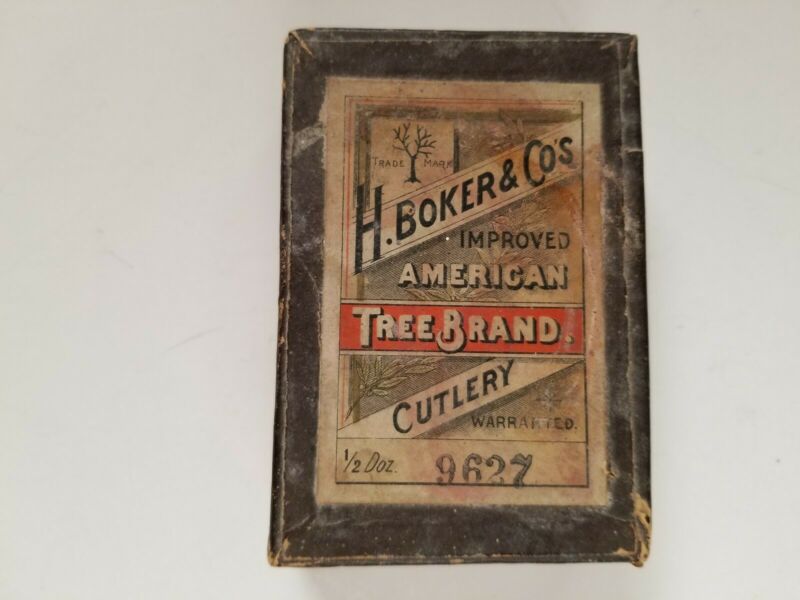 TRADE MARK
H. BOKER & CO'S
IMPROVED
AMERICAN
TREE BRAND.
CUTLERY
WARRANTED.
1/2 Doz. 9627